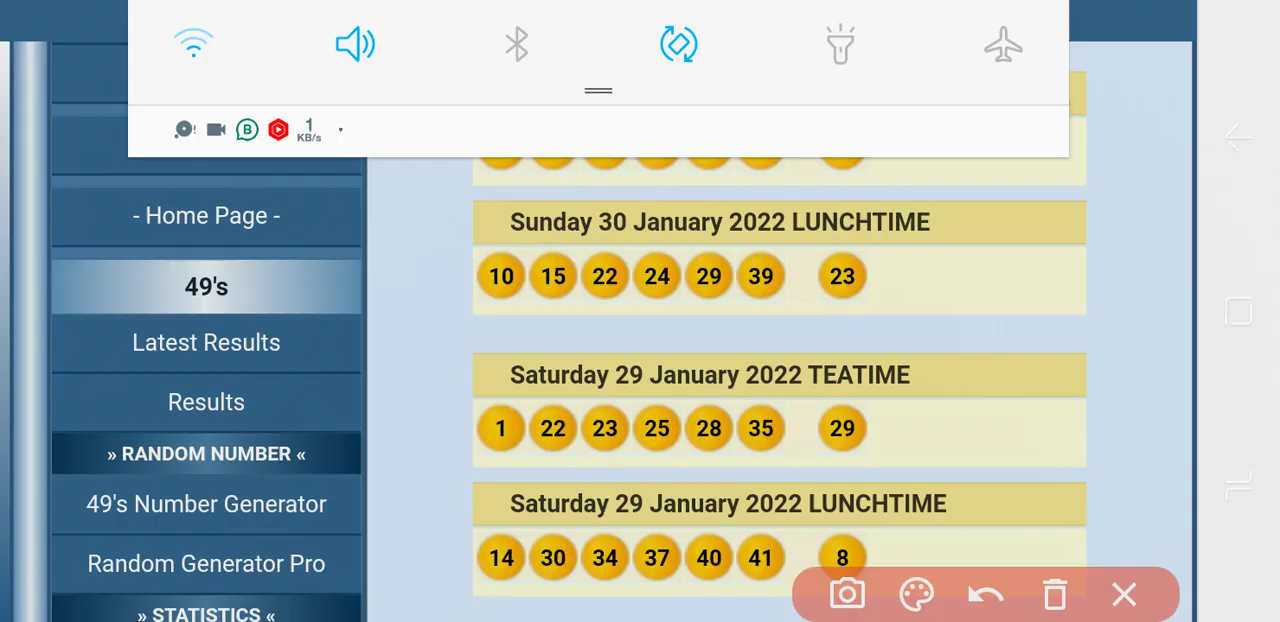 B
1
KB/s
- Home Page -
49's
Latest Results
Results
» RANDOM NUMBER «
49's Number Generator
Random Generator Pro
» STATISTICS «
Sunday 30 January 2022 LUNCHTIME
10 15 22 24 29 39 23
Saturday 29 January 2022 TEATIME
1 22 23 25 28 35 29
Saturday 29 January 2022 LUNCHTIME
14 30 34 37 40 41 8